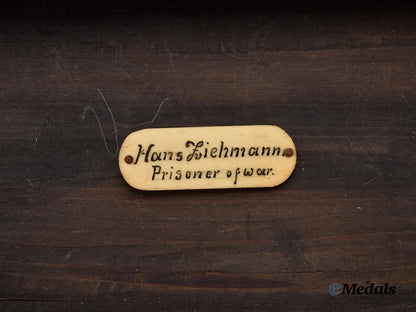 Hans Ziehmann
Prisoner of war.
eMedals